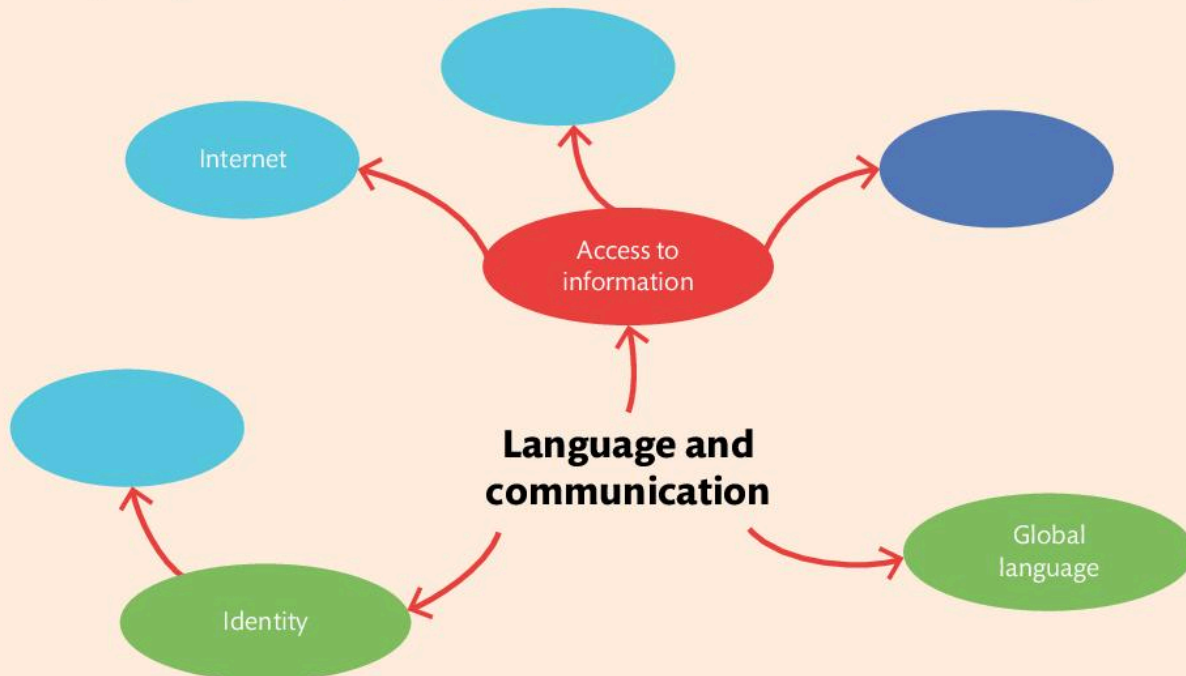 Internet
Access to
information
Language and
communication
Global
language
Identity